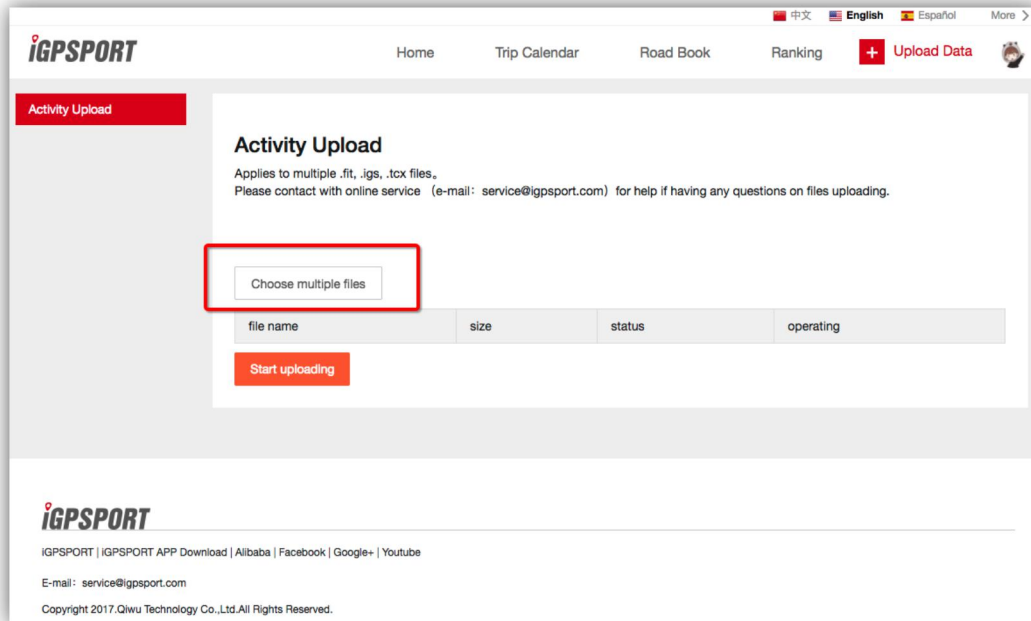 中文 English Español More >
iGPSPORT Home Trip Calendar Road Book Ranking + Upload Data
Activity Upload
Activity Upload
Applies to multiple .fit, .igs, .tcx files。
Please contact with online service （e-mail：service@igpsport.com）for help if having any questions on files uploading.
Choose multiple files
file name size status operating
Start uploading
iGPSPORT
iGPSPORT | iGPSPORT APP Download | Alibaba | Facebook | Google+ | Youtube
E-mail：service@igpsport.com
Copyright 2017.Qiwu Technology Co.,Ltd.All Rights Reserved.